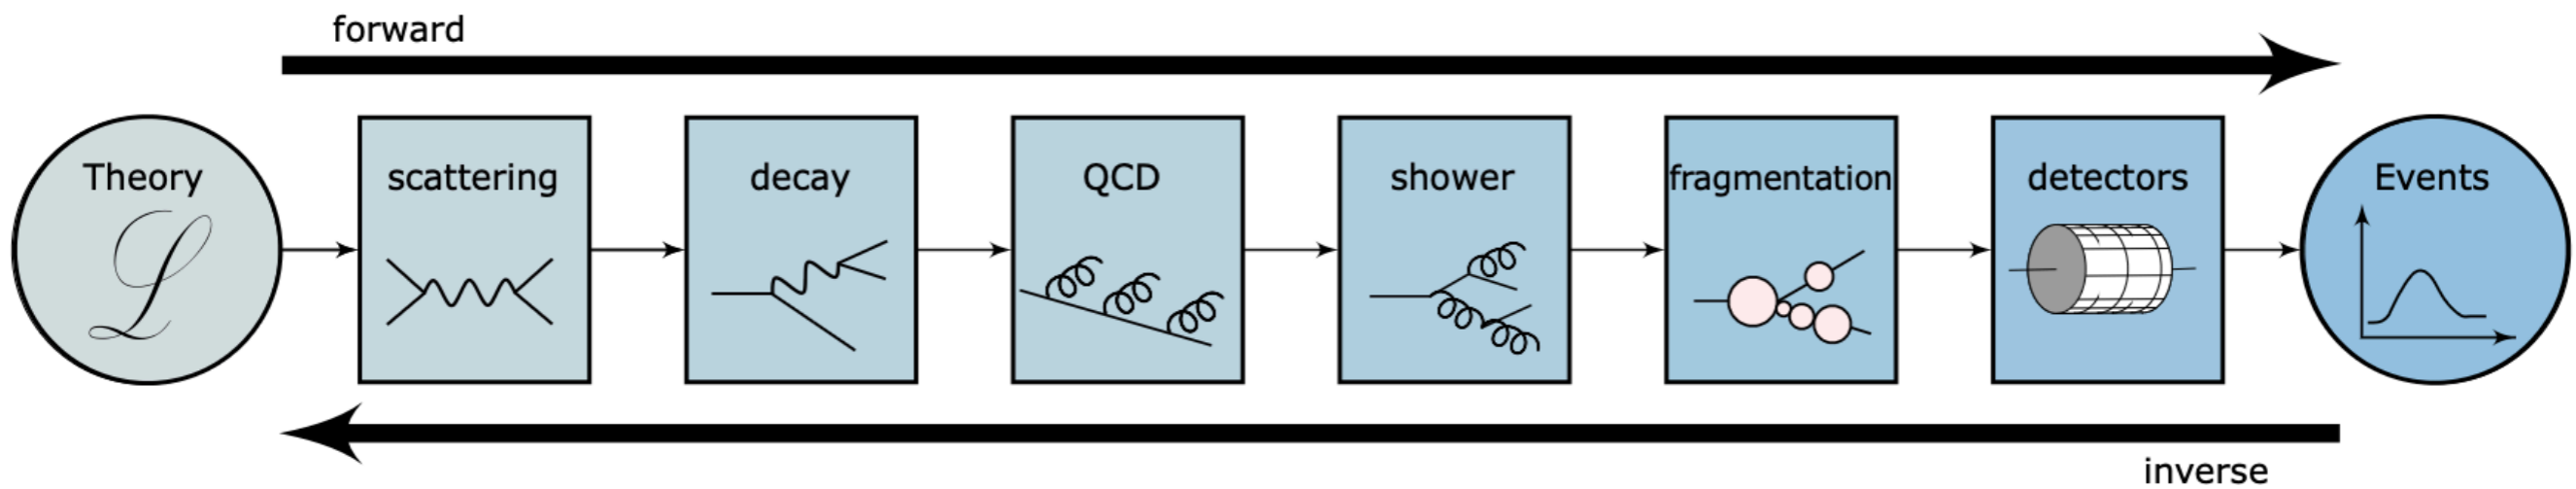 forward
Theory
ℒ
scattering
decay
QCD
shower
fragmentation
detectors
Events
inverse